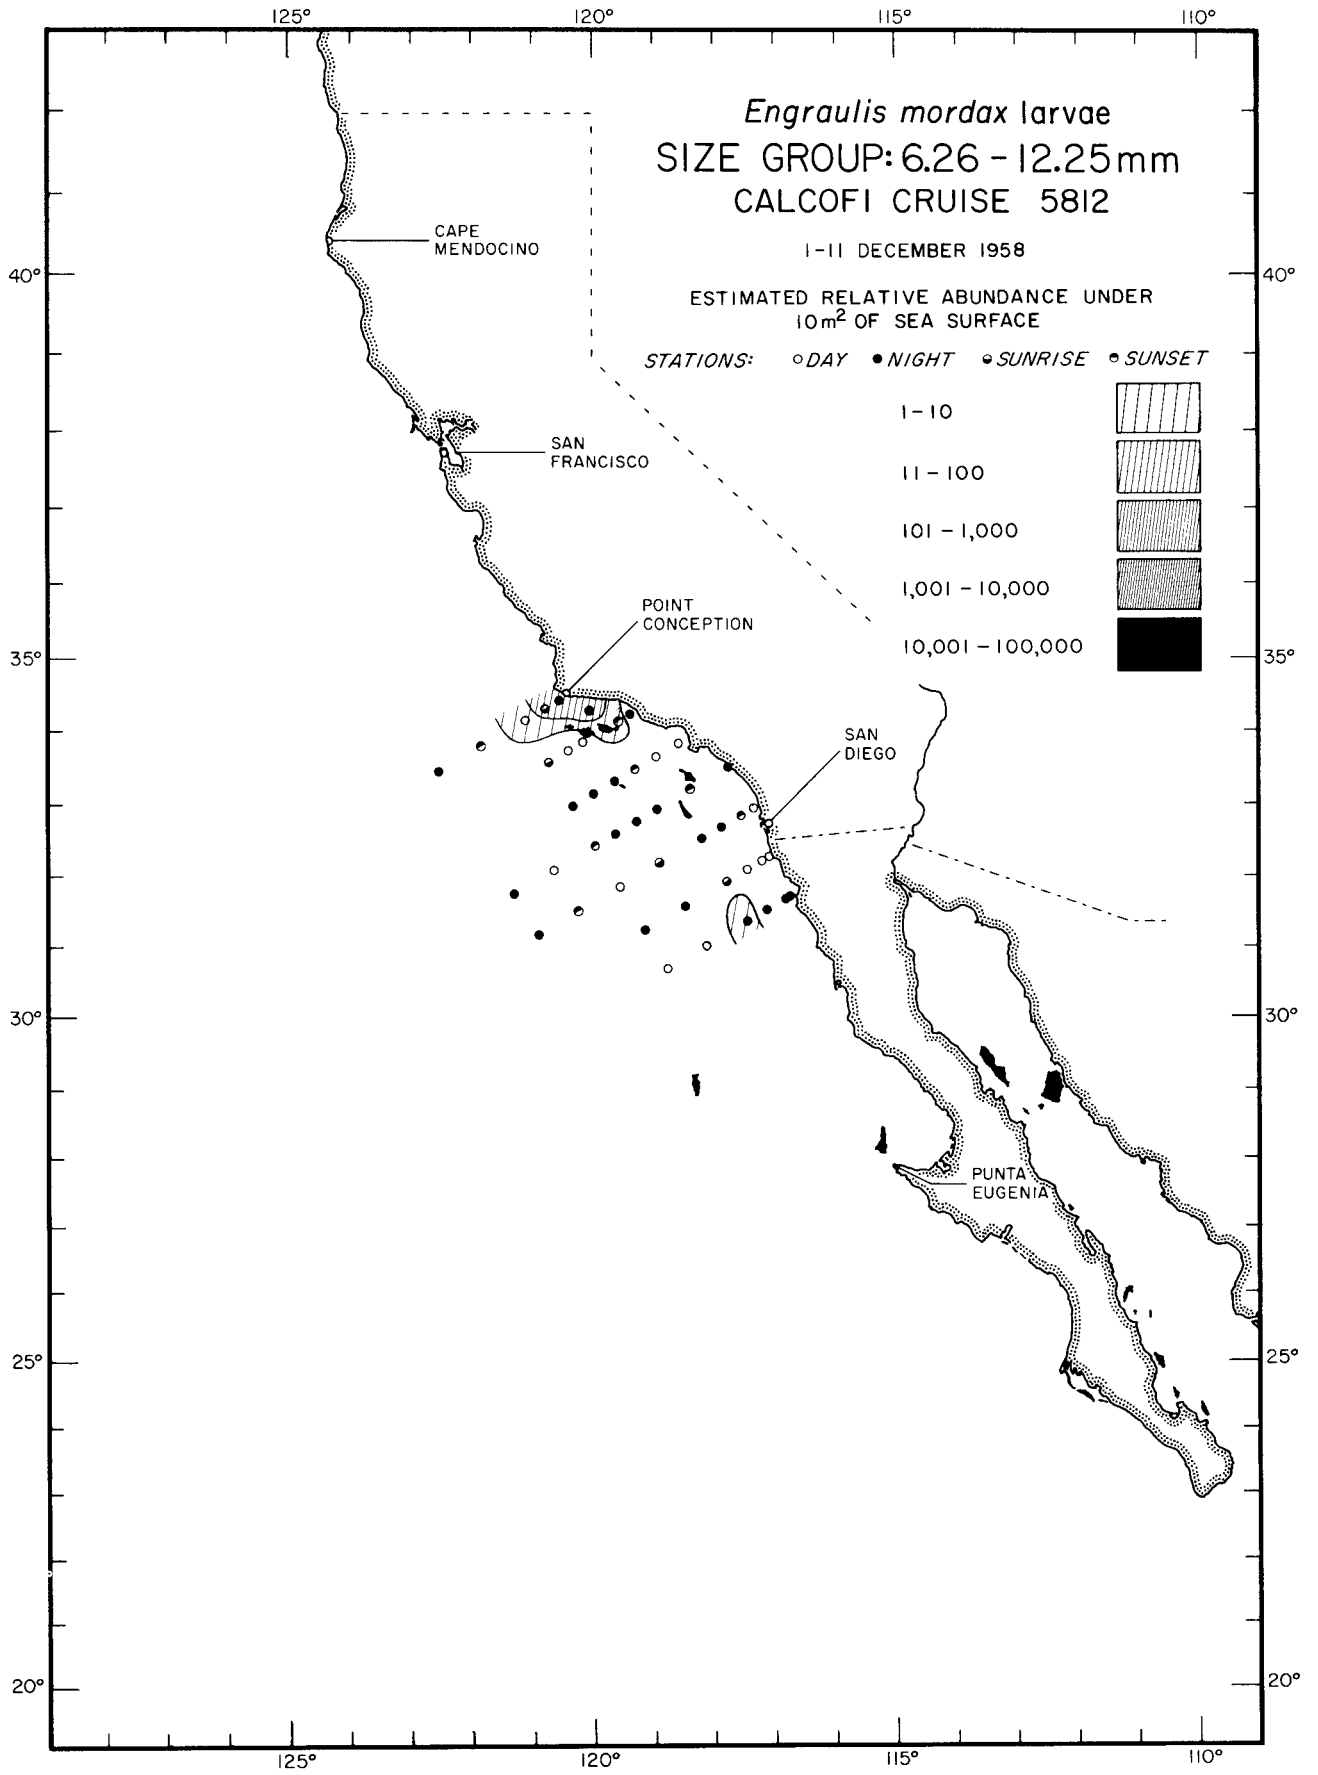 125° 120° 115° 110°
Engraulis mordax larvae
SIZE GROUP: 6.26 - 12.25mm
CALCOFI CRUISE 5812
1-11 DECEMBER 1958
ESTIMATED RELATIVE ABUNDANCE UNDER
10m² OF SEA SURFACE
STATIONS: DAY NIGHT SUNRISE SUNSET
1-10
11-100
101-1,000
1,001-10,000
10,001-100,000
CAPE
MENDOCINO
40° 40°
SAN
FRANCISCO
POINT
CONCEPTION
35° 35°
SAN
DIEGO
30° 30°
PUNTA
EUGENIA
25° 25°
20° 20°
125° 120° 115° 110°